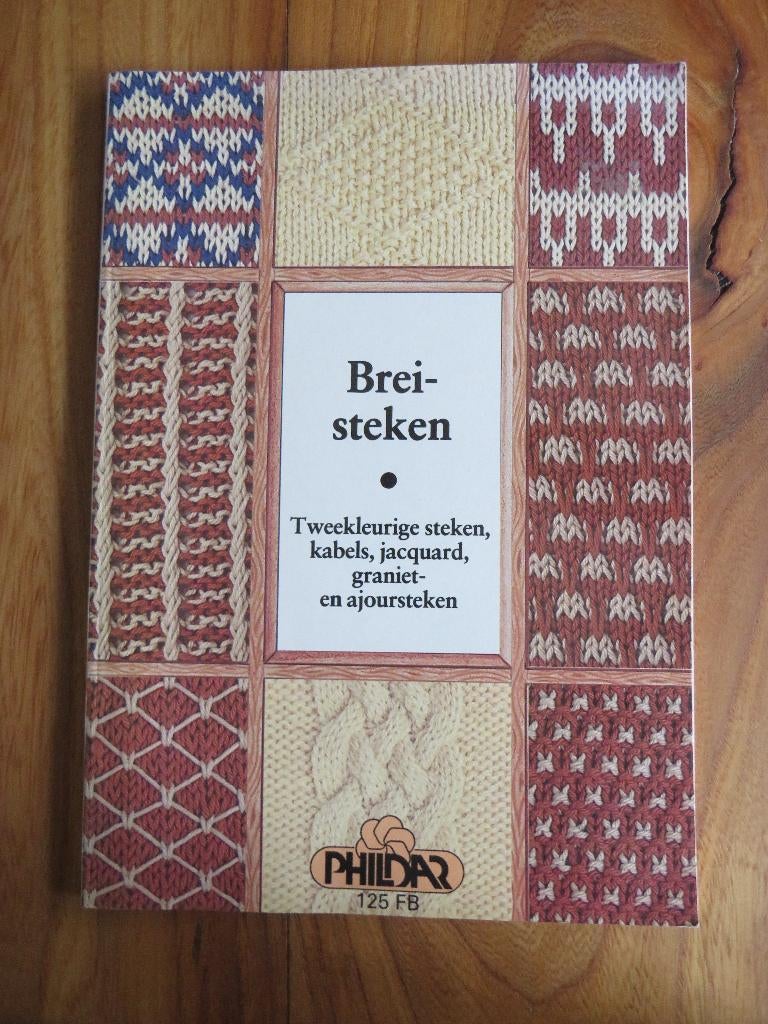 Brei-
steken
•
Tweekleurige steken,
kabels, jacquard,
graniet-
en ajoursteken
PHILDAR
125 FB